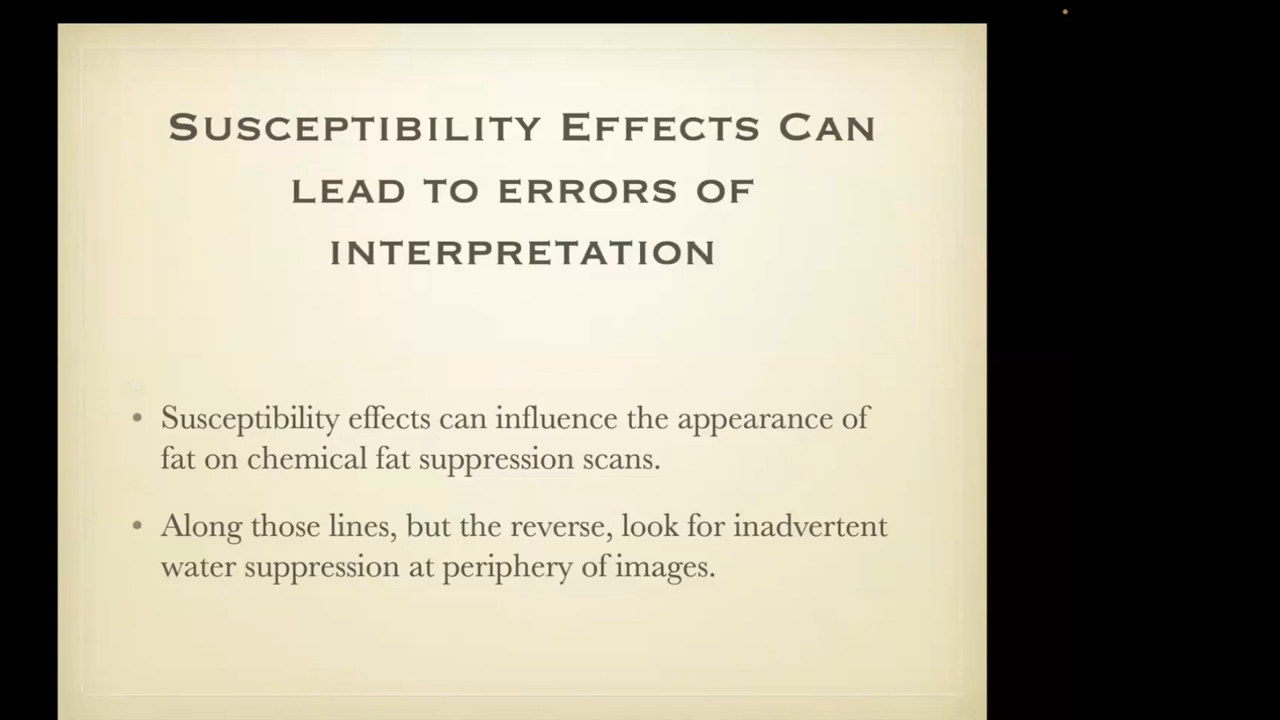 Susceptibility Effects Can
lead to errors of
interpretation
• Susceptibility effects can influence the appearance of
fat on chemical fat suppression scans.
• Along those lines, but the reverse, look for inadvertent
water suppression at periphery of images.